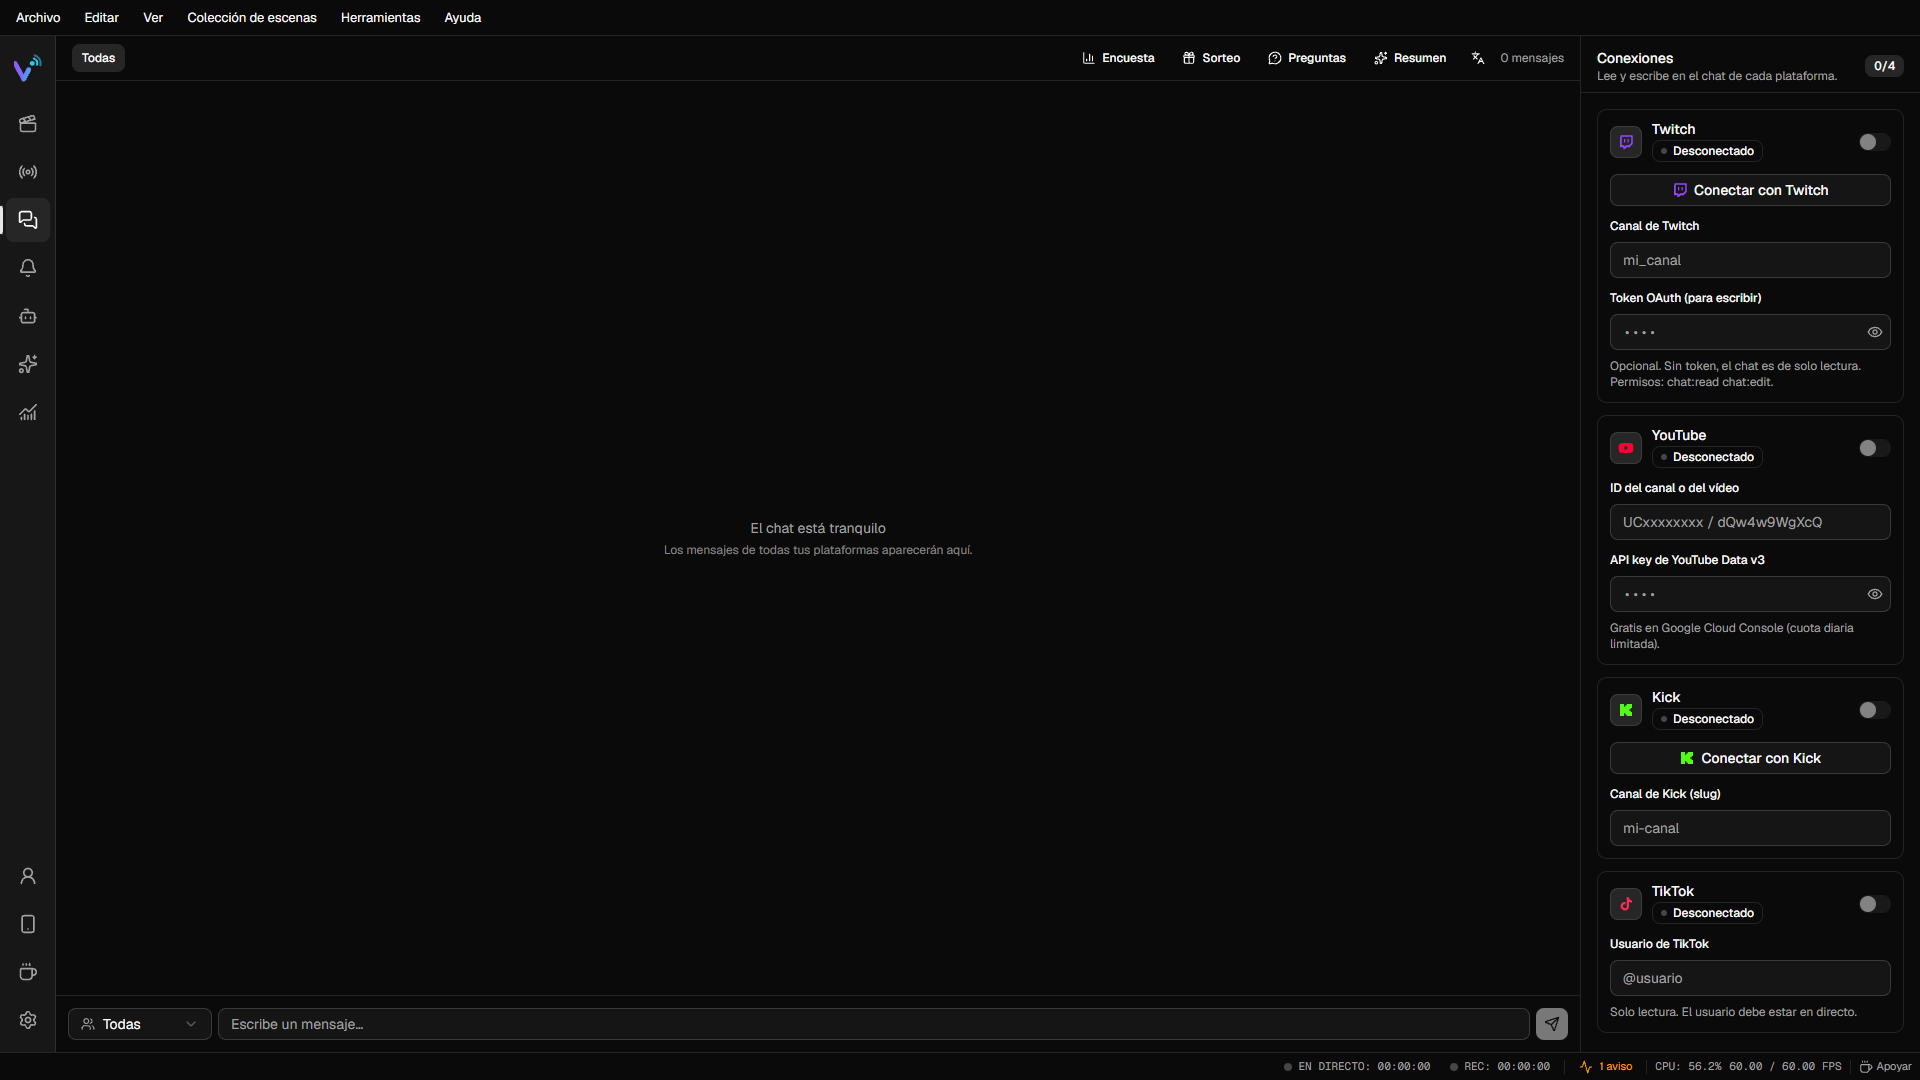 Archivo Editar Ver Colección de escenas Herramientas Ayuda
Todas
Encuesta Sorteo Preguntas Resumen 0 mensajes
Conexiones
Lee y escribe en el chat de cada plataforma.
0/4
Twitch
Desconectado
Conectar con Twitch
Canal de Twitch
mi_canal
Token OAuth (para escribir)
••••
Opcional. Sin token, el chat es de solo lectura.
Permisos: chat:read chat:edit.
YouTube
Desconectado
ID del canal o del vídeo
UCxxxxxxxx / dQw4w9WgXcQ
API key de YouTube Data v3
••••
Gratis en Google Cloud Console (cuota diaria
limitada).
Kick
Desconectado
Conectar con Kick
Canal de Kick (slug)
mi-canal
TikTok
Desconectado
Usuario de TikTok
@usuario
Solo lectura. El usuario debe estar en directo.
El chat está tranquilo
Los mensajes de todas tus plataformas aparecerán aquí.
Todas
Escribe un mensaje…
EN DIRECTO: 00:00:00 REC: 00:00:00 1 aviso CPU: 56.2% 60.00 / 60.00 FPS Apoyar